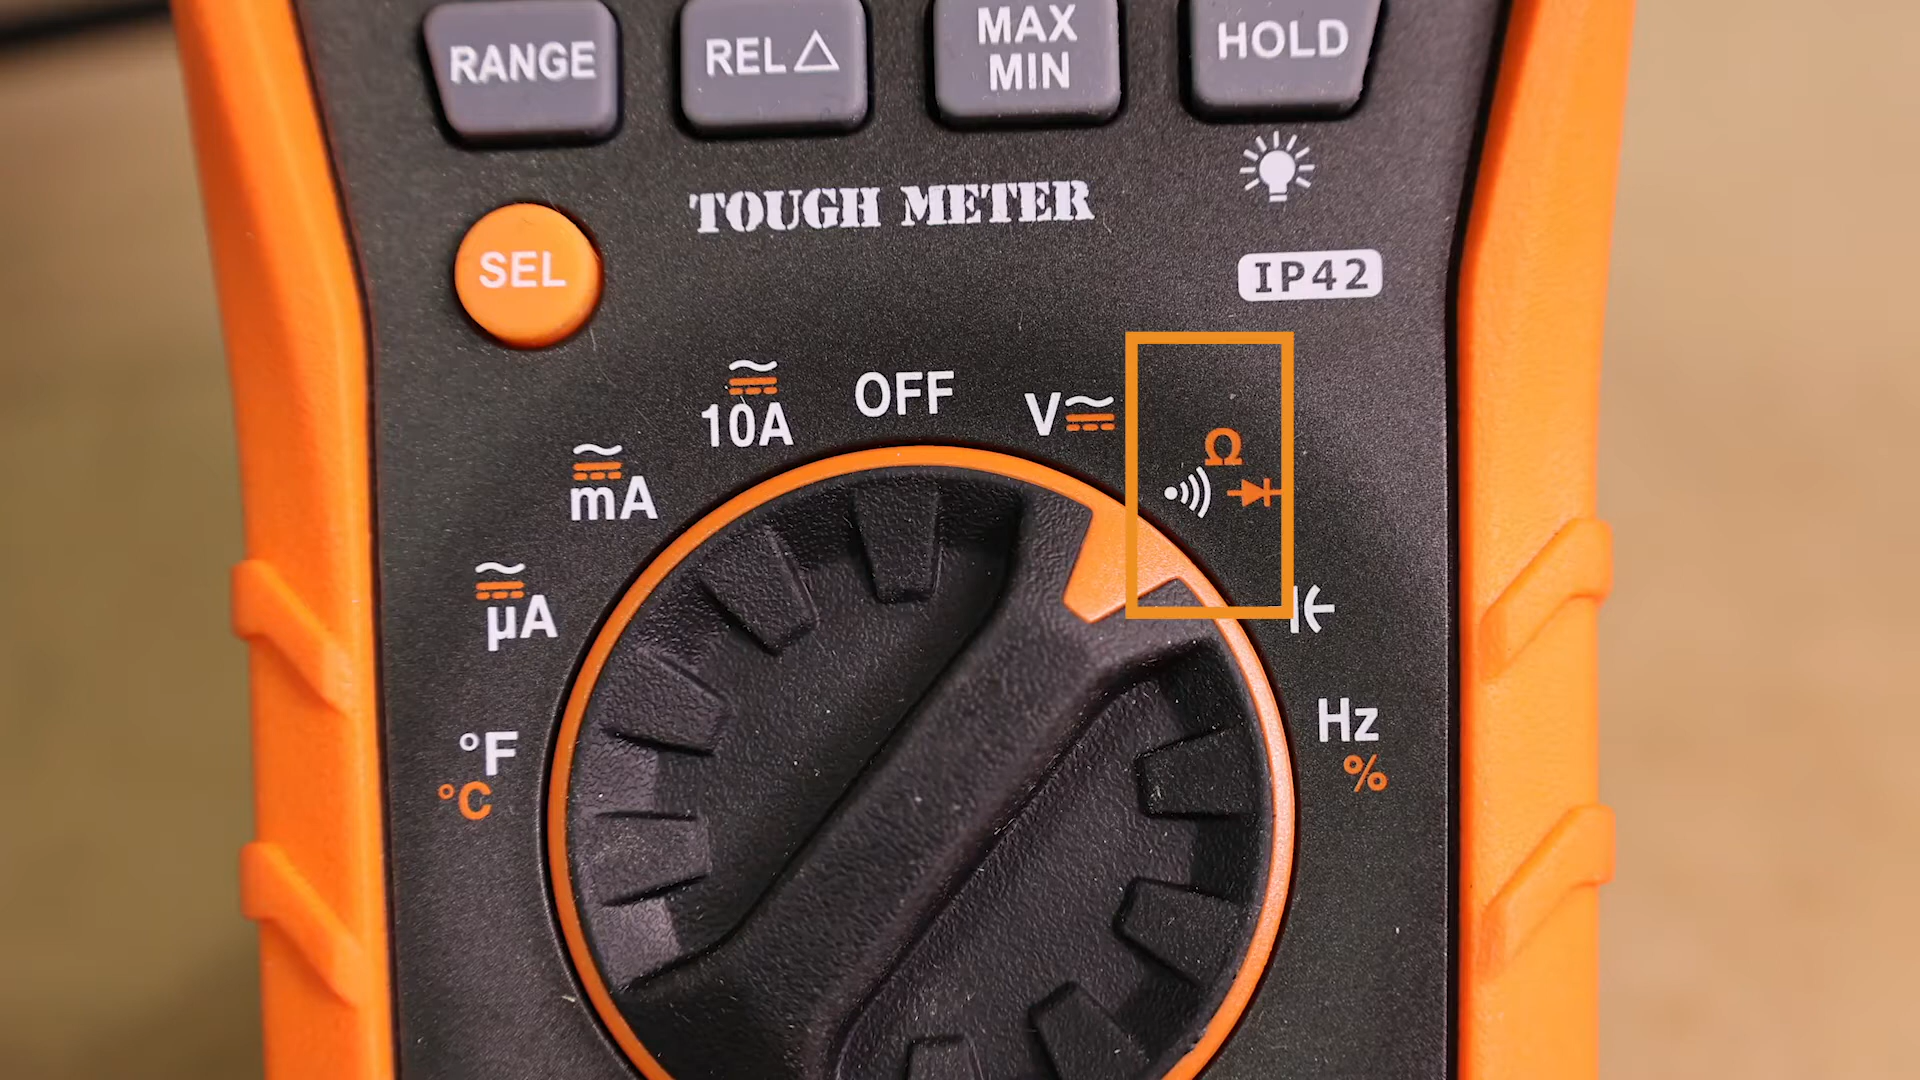 RANGE
REL△
MAX
MIN
HOLD
TOUGH METER
SEL
IP42
OFF
V
10A
Ω
mA
µA
Hz
%
°F
°C